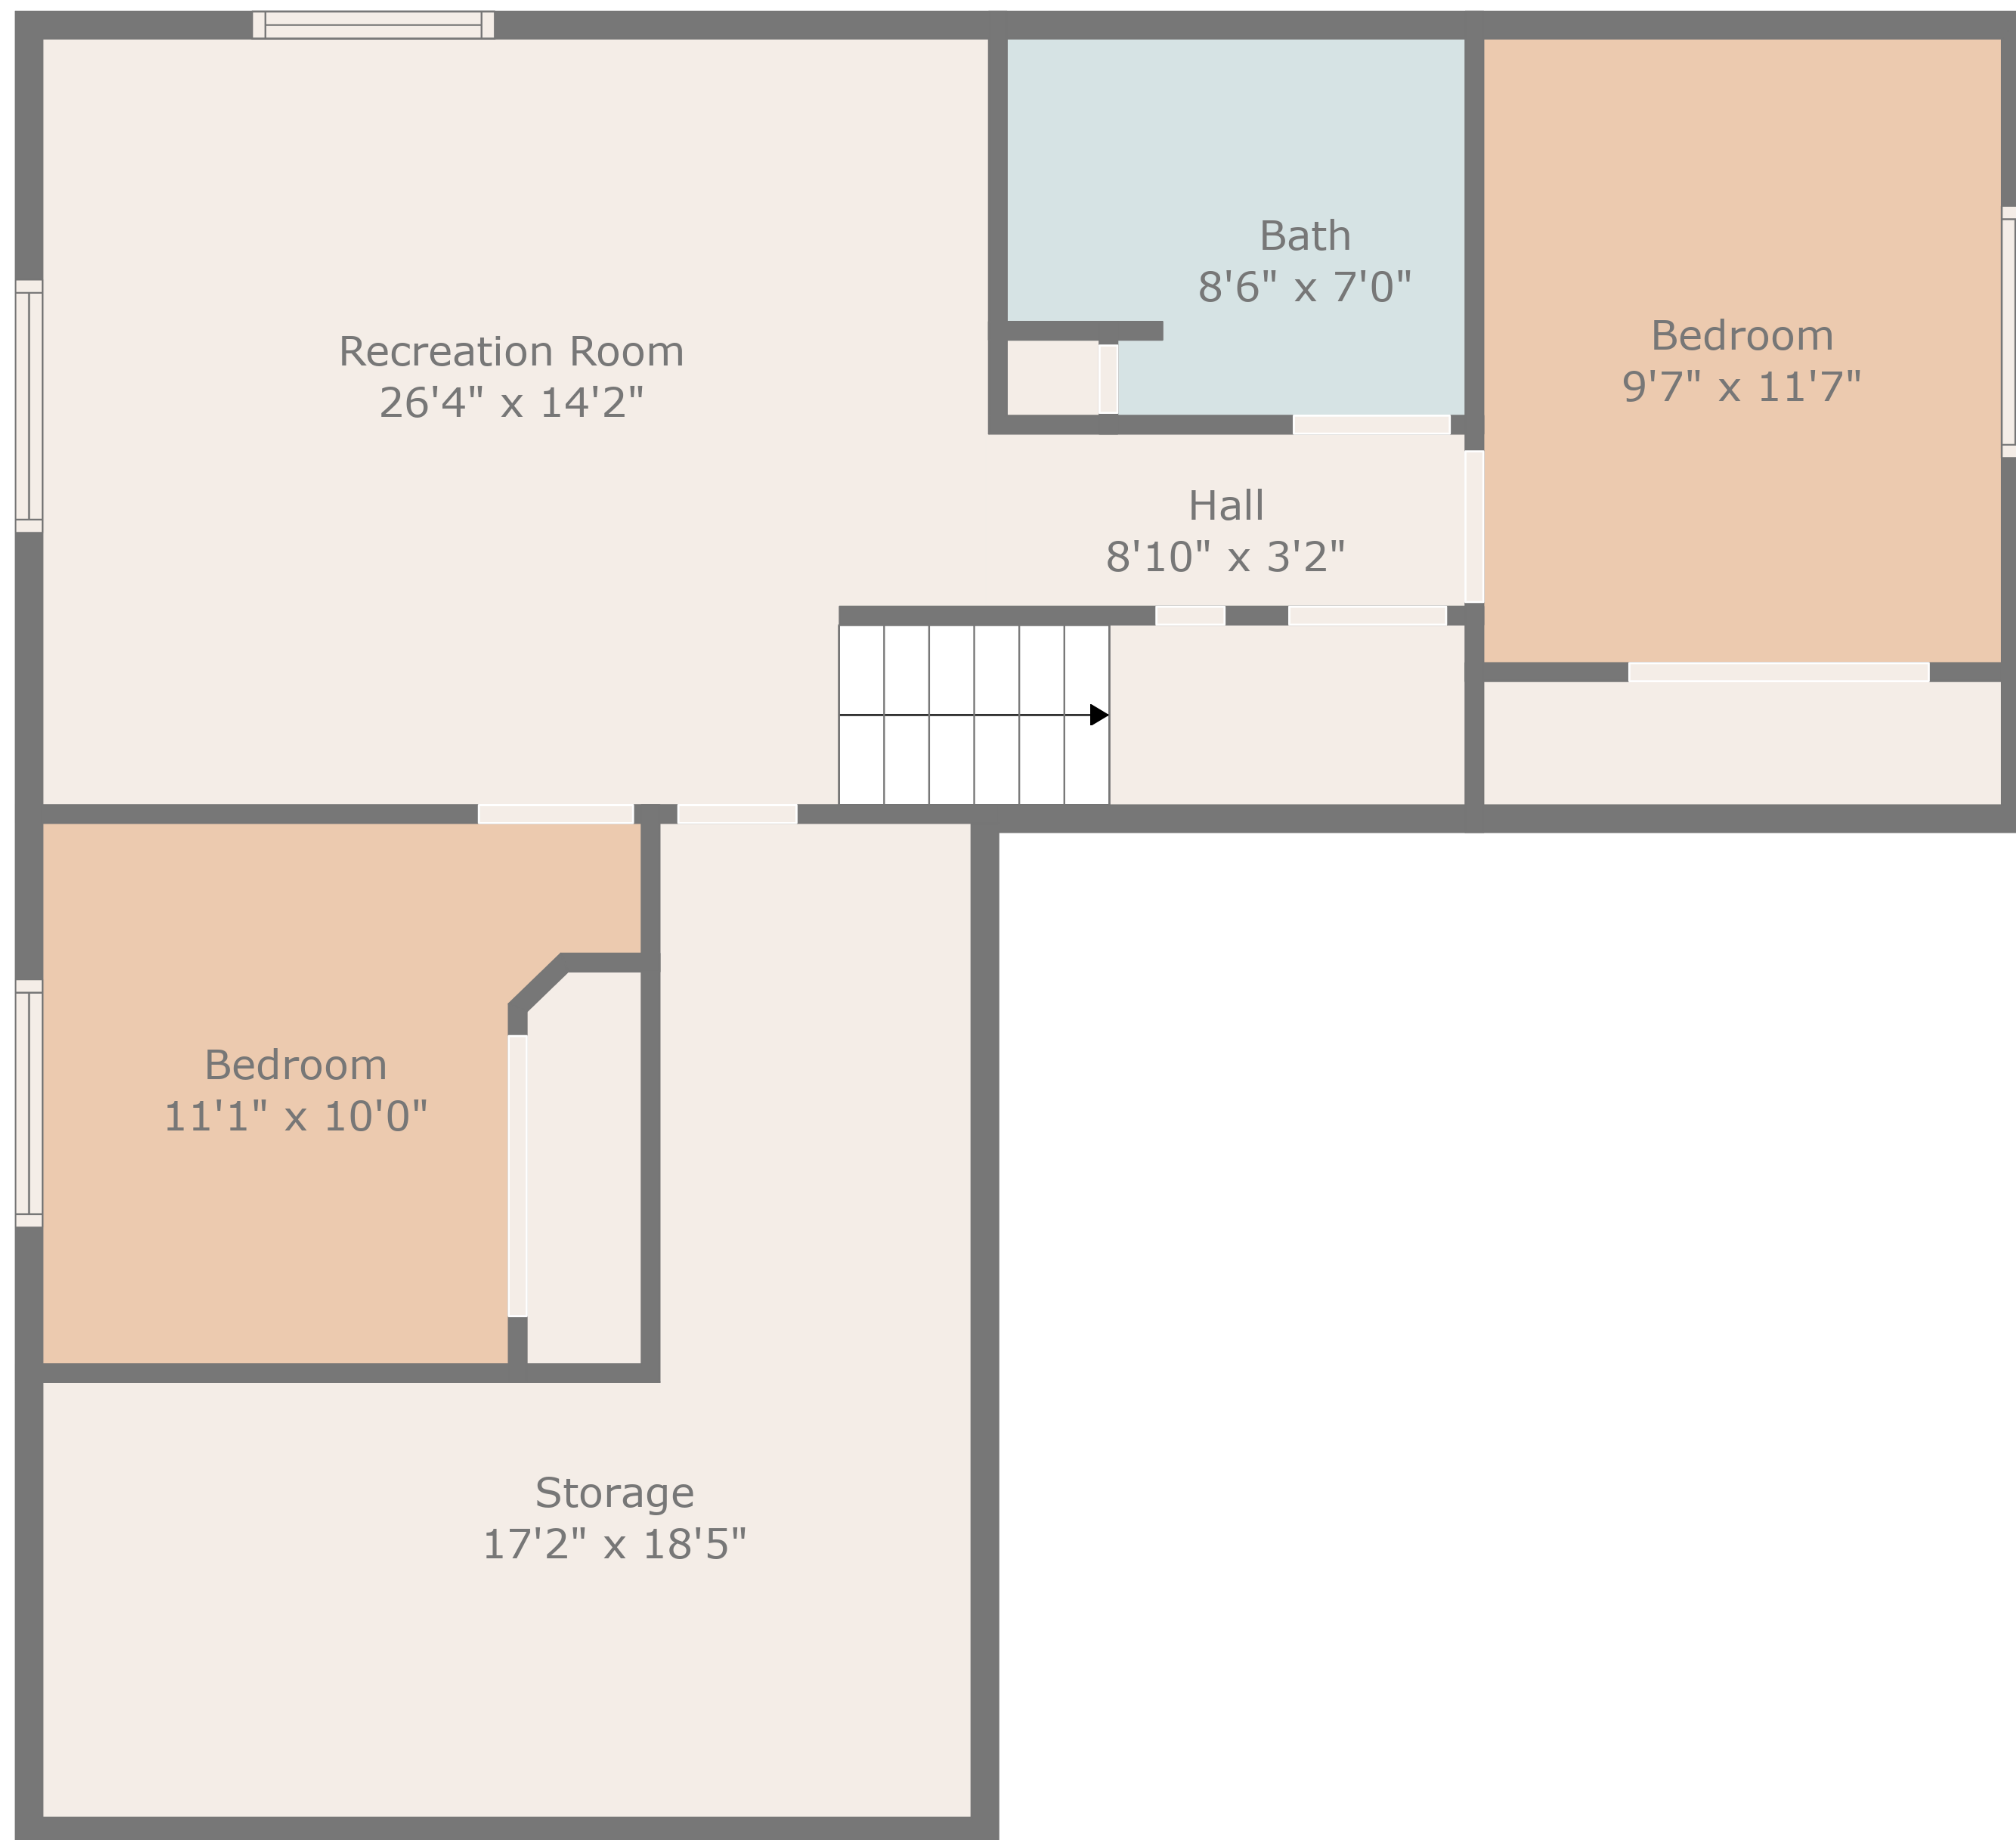 Bath
8'6" x 7'0"
Recreation Room
26'4" x 14'2"
Bedroom
9'7" x 11'7"
Hall
8'10" x 3'2"
Bedroom
11'1" x 10'0"
Storage
17'2" x 18'5"